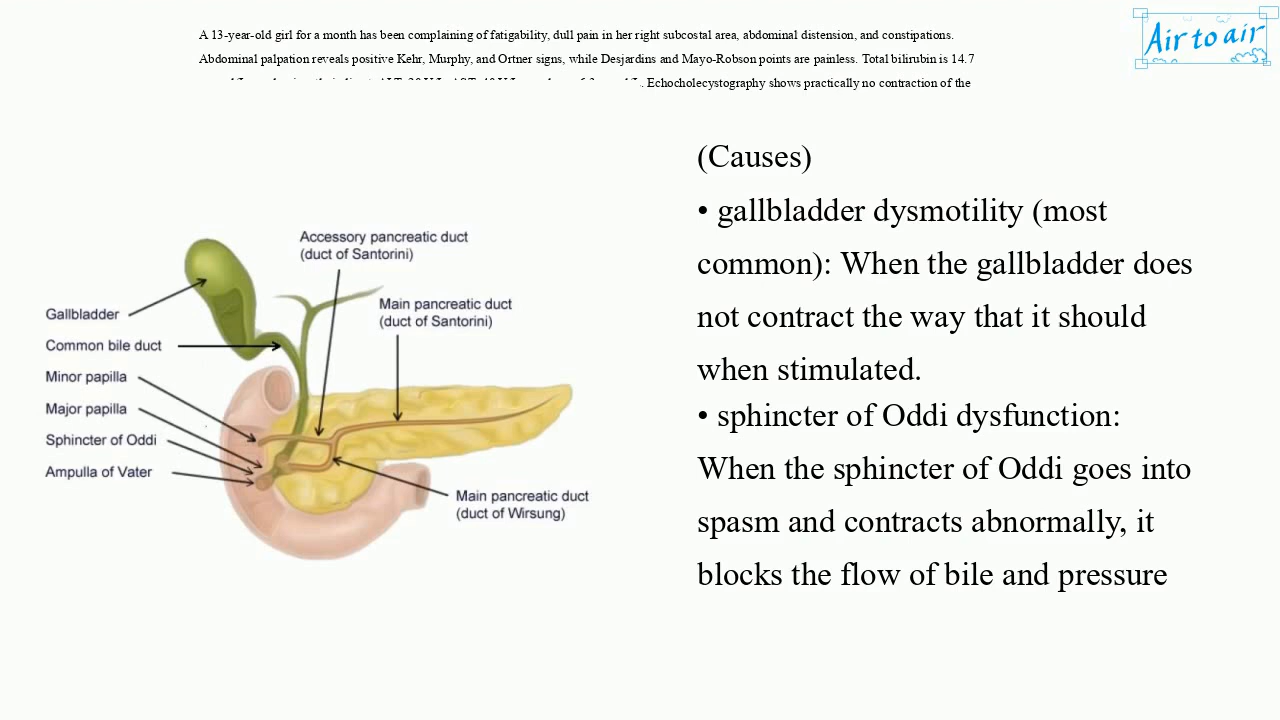 A 13-year-old girl for a month has been complaining of fatigability, dull pain in her right subcostal area, abdominal distension, and constipations.
Abdominal palpation reveals positive Kehr, Murphy, and Ortner signs, while Desjardins and Mayo-Robson points are painless. Total bilirubin is 14.7
. Echocholecystography shows practically no contraction of the
Air to air
(Causes)
• gallbladder dysmotility (most
common): When the gallbladder does
not contract the way that it should
when stimulated.
• sphincter of Oddi dysfunction:
When the sphincter of Oddi goes into
spasm and contracts abnormally, it
blocks the flow of bile and pressure
Accessory pancreatic duct
(duct of Santorini)
Main pancreatic duct
(duct of Santorini)
Gallbladder
Common bile duct
Minor papilla
Major papilla
Sphincter of Oddi
Ampulla of Vater
Main pancreatic duct
(duct of Wirsung)